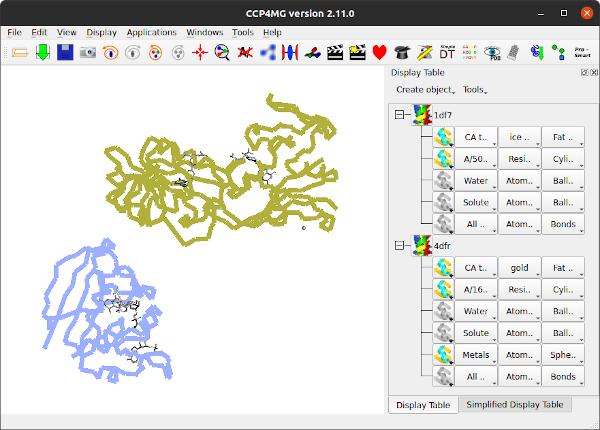 CCP4MG version 2.11.0
File Edit View Display Applications Windows Tools Help
Simple DT
PDB
Pro - Smart
Display Table
Create object Tools
1df7
CA t.. ice .. Fat ..
A/50.. Resi.. Cyli..
Water Atom.. Ball..
Solute Atom.. Ball..
All .. Atom.. Bonds
4dfr
CA t.. gold Fat ..
A/16.. Resi.. Cyli..
Water Atom.. Ball..
Solute Atom.. Ball..
Metals Atom.. Sphe..
All .. Atom.. Bonds
Display Table Simplified Display Table